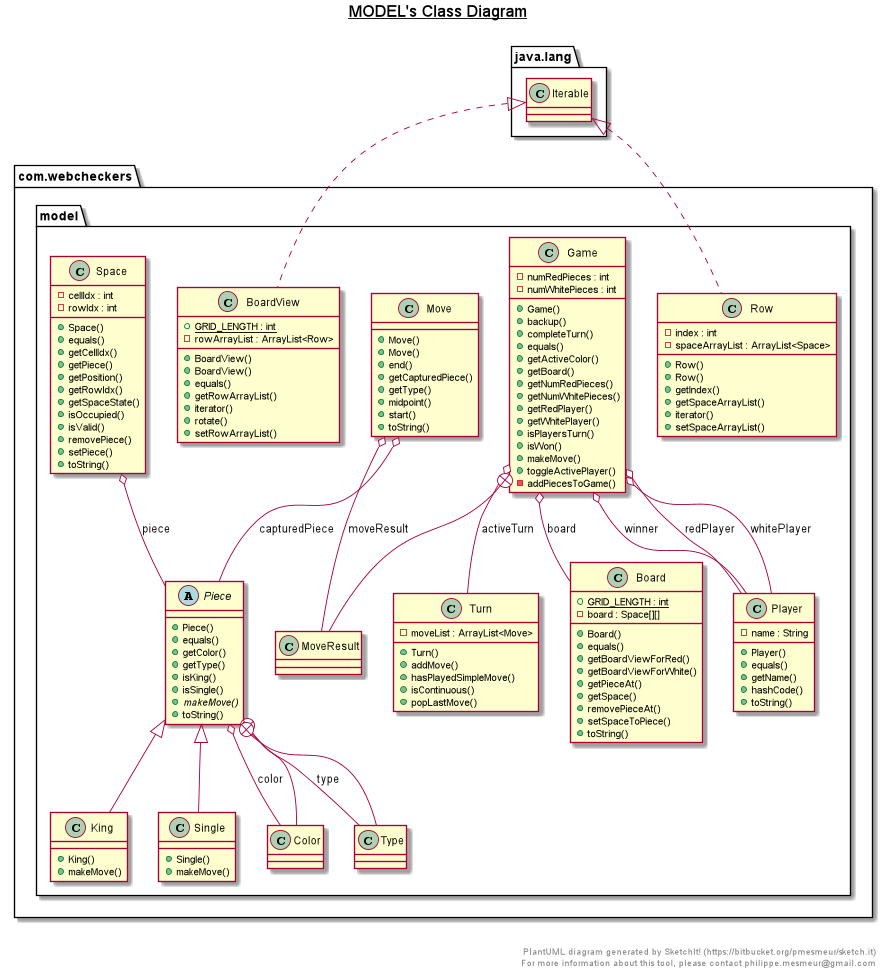 MODEL's Class Diagram
java.lang
C Iterable
com.webcheckers
model
C Space
cellIdx : int
rowIdx : int
Space()
equals()
getCellIdx()
getPiece()
getPosition()
getRowIdx()
getSpaceState()
isOccupied()
isValid()
removePiece()
setPiece()
toString()
C BoardView
GRID_LENGTH : int
rowArrayList : ArrayList<Row>
BoardView()
BoardView()
equals()
getRowArrayList()
iterator()
rotate()
setRowArrayList()
C Move
Move()
Move()
end()
getCapturedPiece()
getType()
midpoint()
start()
toString()
C Game
numRedPieces : int
numWhitePieces : int
Game()
backup()
completeTurn()
equals()
getActiveColor()
getBoard()
getNumRedPieces()
getNumWhitePieces()
getRedPlayer()
getWhitePlayer()
isPlayersTurn()
isWon()
makeMove()
toggleActivePlayer()
addPiecesToGame()
C Row
index : int
spaceArrayList : ArrayList<Space>
Row()
Row()
getIndex()
getSpaceArrayList()
iterator()
setSpaceArrayList()
piece
capturedPiece
moveResult
activeTurn
board
winner
redPlayer
whitePlayer
A Piece
Piece()
equals()
getColor()
getType()
isKing()
isSingle()
makeMove()
toString()
C MoveResult
C Turn
moveList : ArrayList<Move>
Turn()
addMove()
hasPlayedSimpleMove()
isContinuous()
popLastMove()
C Board
GRID_LENGTH : int
board : Space[][]
Board()
equals()
getBoardViewForRed()
getBoardViewForWhite()
getPieceAt()
getSpace()
removePieceAt()
setSpaceToPiece()
toString()
C Player
name : String
Player()
equals()
getName()
hashCode()
toString()
color
type
C King
King()
makeMove()
C Single
Single()
makeMove()
C Color
C Type
PlantUML diagram generated by SketchIt! (https://bitbucket.org/pmesmeur/sketch.it)
For more information about this tool, please contact philippe.mesmeur@gmail.com